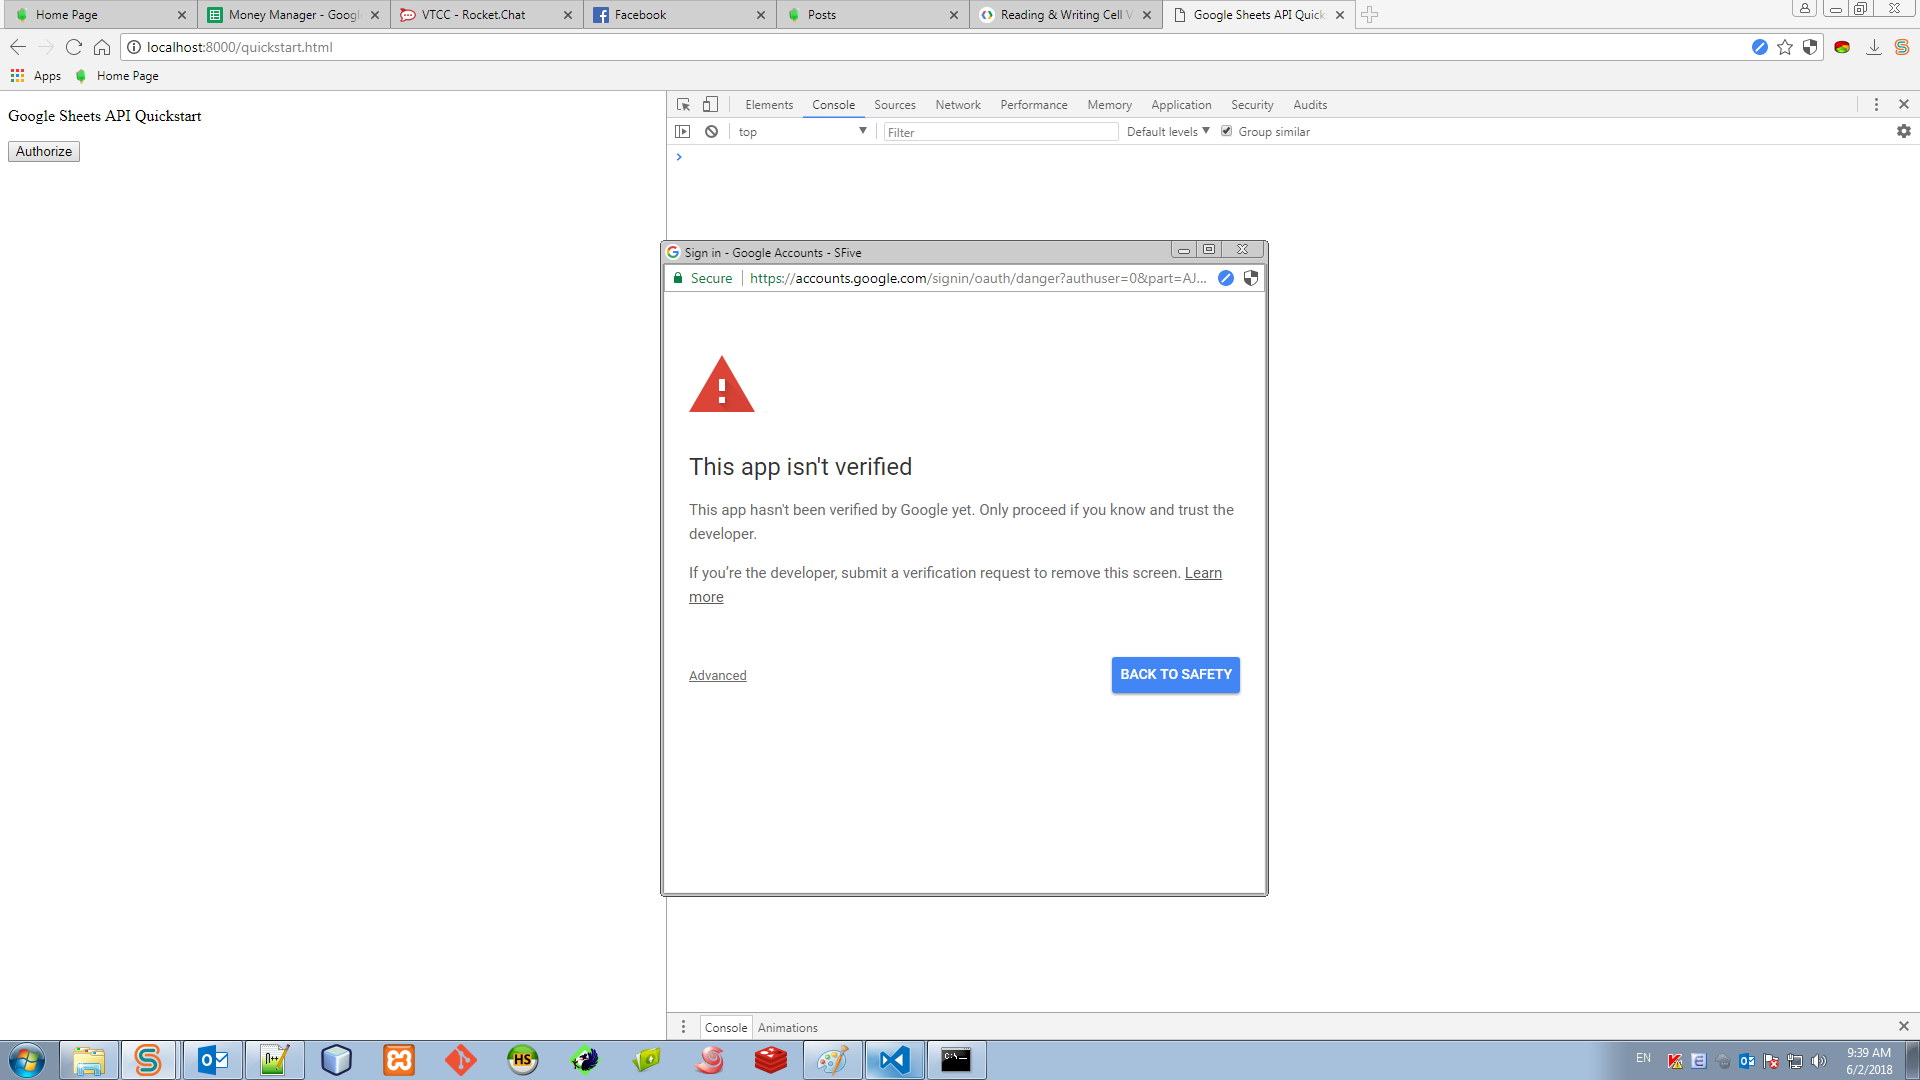 Home Page
Money Manager - Googl
VTCC - Rocket.Chat
Facebook
Posts
Reading & Writing Cell V
Google Sheets API Quick
localhost:8000/quickstart.html
Apps
Home Page
Google Sheets API Quickstart
Authorize
Elements
Console
Sources
Network
Performance
Memory
Application
Security
Audits
top
Filter
Default levels
Group similar
Sign in - Google Accounts - SFive
Secure
https://accounts.google.com/signin/oauth/danger?authuser=0&part=AJ...
This app isn't verified
This app hasn't been verified by Google yet. Only proceed if you know and trust the
developer.
If you’re the developer, submit a verification request to remove this screen. Learn
more
Advanced
BACK TO SAFETY
Console
Animations
HS
C:\_
EN
9:39 AM
6/2/2018